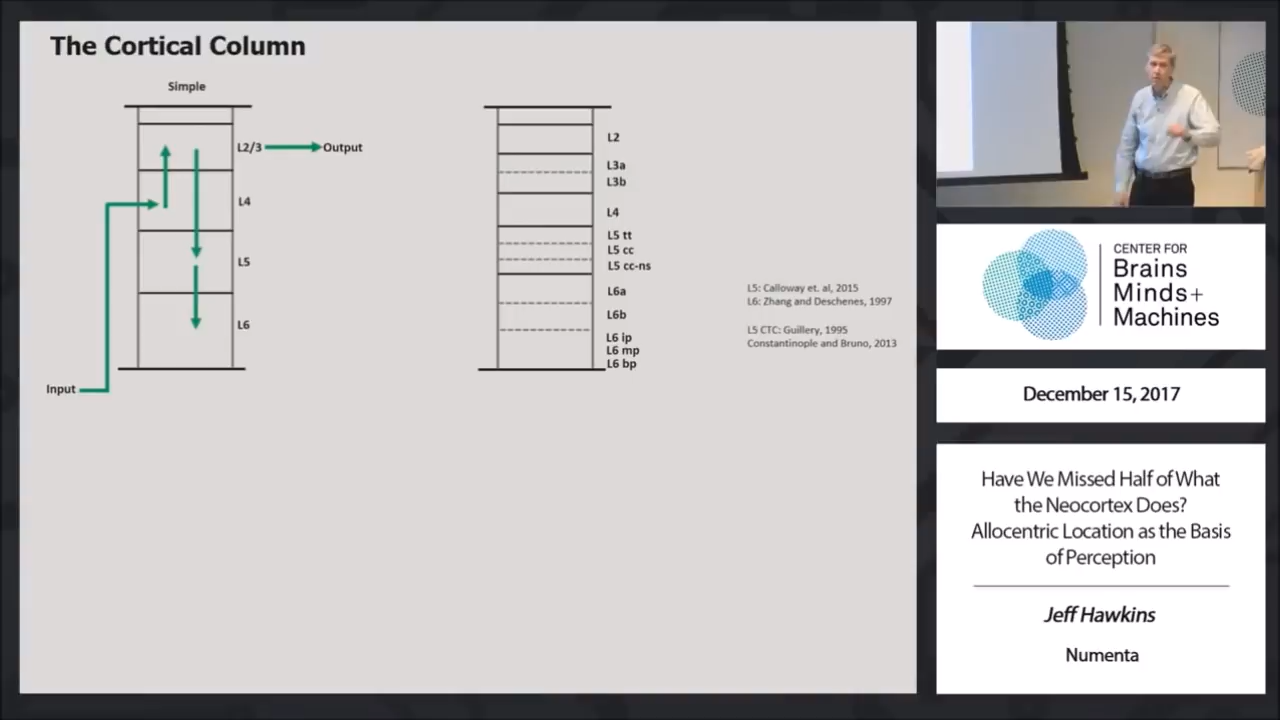 The Cortical Column
Simple
L2/3
Output
L4
L5
L6
Input
L2
L3a
L3b
L4
L5 tt
L5 cc
L5 cc-ns
L6a
L6b
L6 ip
L6 mp
L6 bp
L5: Calloway et. al, 2015
L6: Zhang and Deschenes, 1997
L5 CTC: Guillery, 1995
Constantinople and Bruno, 2013
CENTER FOR
Brains
Minds+
Machines
December 15, 2017
Have We Missed Half of What
the Neocortex Does?
Allocentric Location as the Basis
of Perception
Jeff Hawkins
Numenta